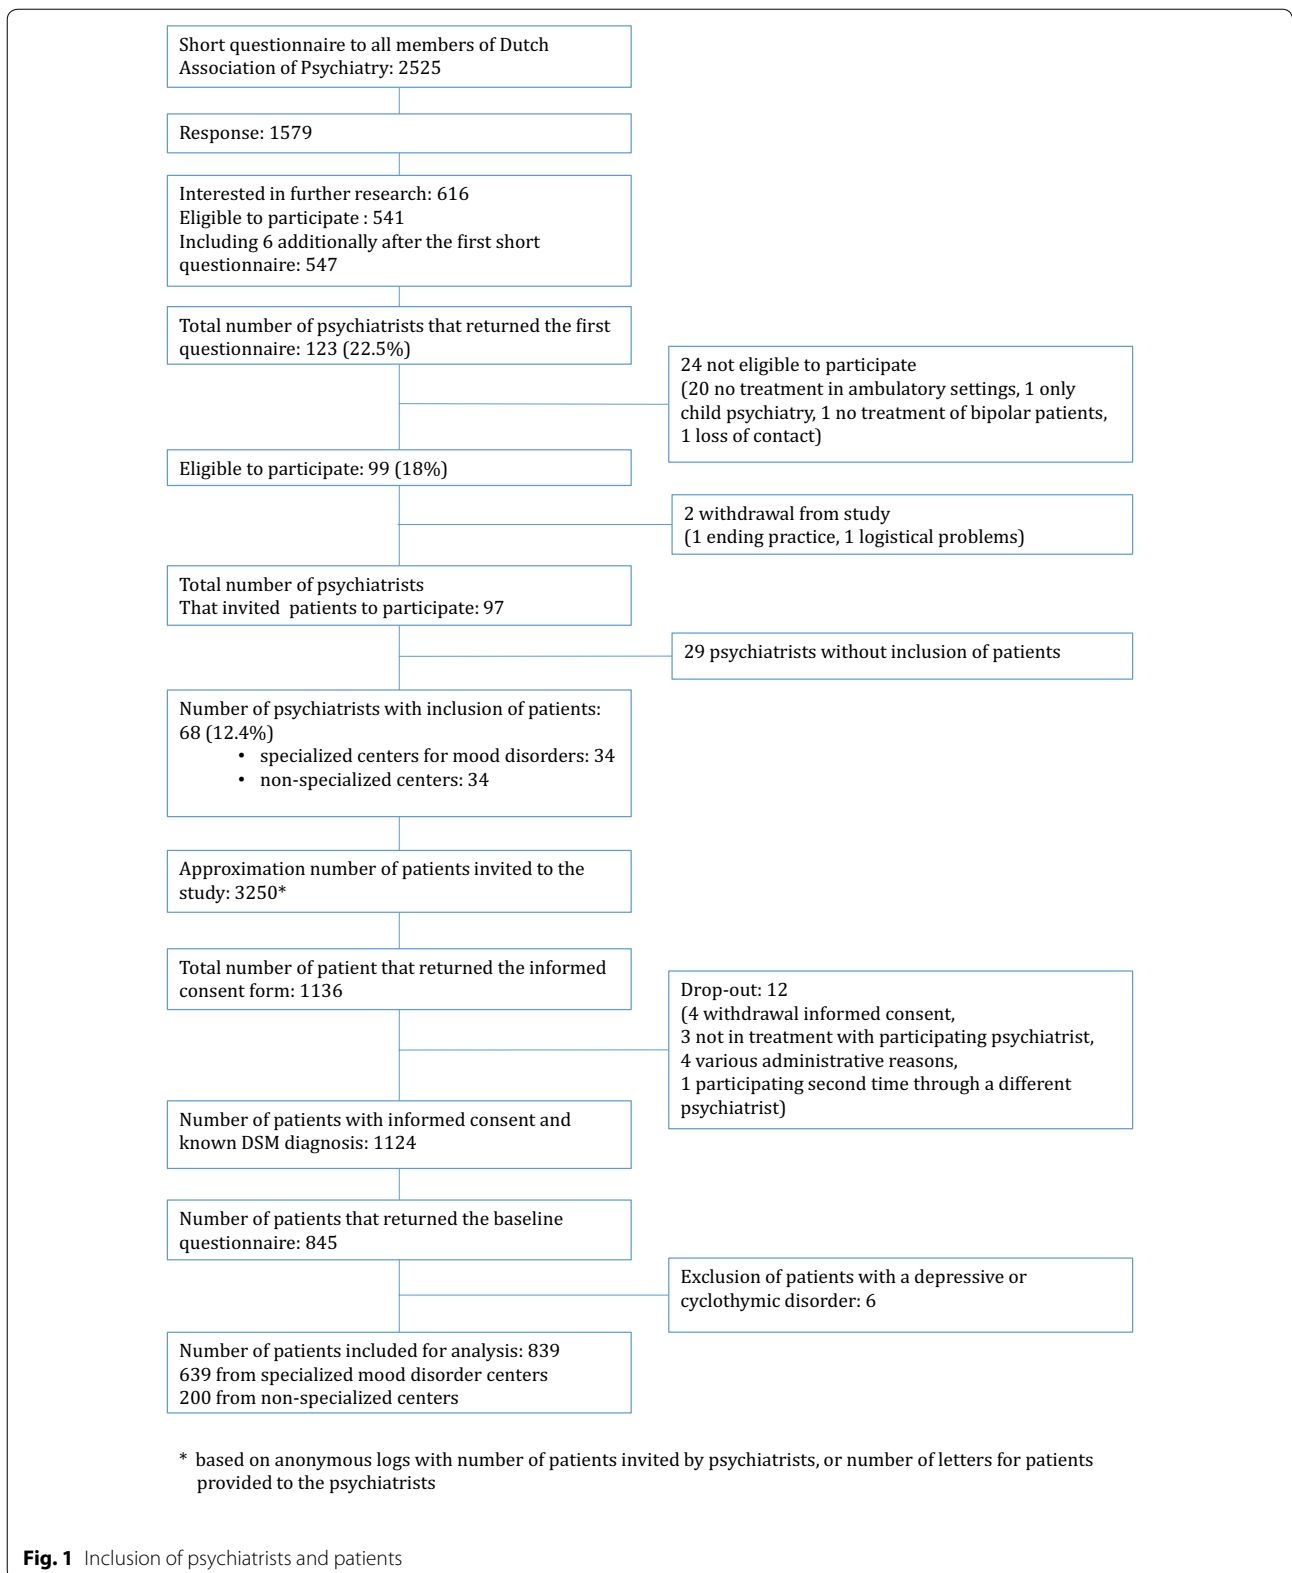 Short questionnaire to all members of Dutch
Association of Psychiatry: 2525
Response: 1579
Interested in further research: 616
Eligible to participate : 541
Including 6 additionally after the first short
questionnaire: 547
Total number of psychiatrists that returned the first
questionnaire: 123 (22.5%)
24 not eligible to participate
(20 no treatment in ambulatory settings, 1 only
child psychiatry, 1 no treatment of bipolar patients,
1 loss of contact)
Eligible to participate: 99 (18%)
2 withdrawal from study
(1 ending practice, 1 logistical problems)
Total number of psychiatrists
That invited patients to participate: 97
29 psychiatrists without inclusion of patients
Number of psychiatrists with inclusion of patients:
68 (12.4%)
• specialized centers for mood disorders: 34
• non-specialized centers: 34
Approximation number of patients invited to the
study: 3250*
Total number of patient that returned the informed
consent form: 1136
Drop-out: 12
(4 withdrawal informed consent,
3 not in treatment with participating psychiatrist,
4 various administrative reasons,
1 participating second time through a different
psychiatrist)
Number of patients with informed consent and
known DSM diagnosis: 1124
Number of patients that returned the baseline
questionnaire: 845
Exclusion of patients with a depressive or
cyclothymic disorder: 6
Number of patients included for analysis: 839
639 from specialized mood disorder centers
200 from non-specialized centers
* based on anonymous logs with number of patients invited by psychiatrists, or number of letters for patients
provided to the psychiatrists
Fig. 1 Inclusion of psychiatrists and patients